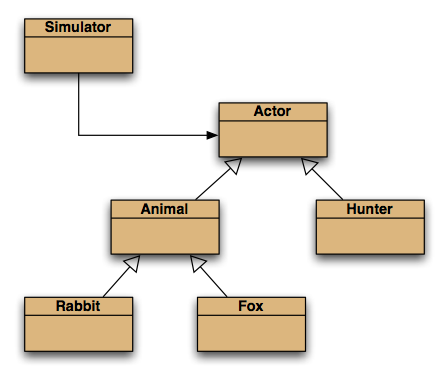 Simulator
Actor
Animal
Hunter
Rabbit
Fox